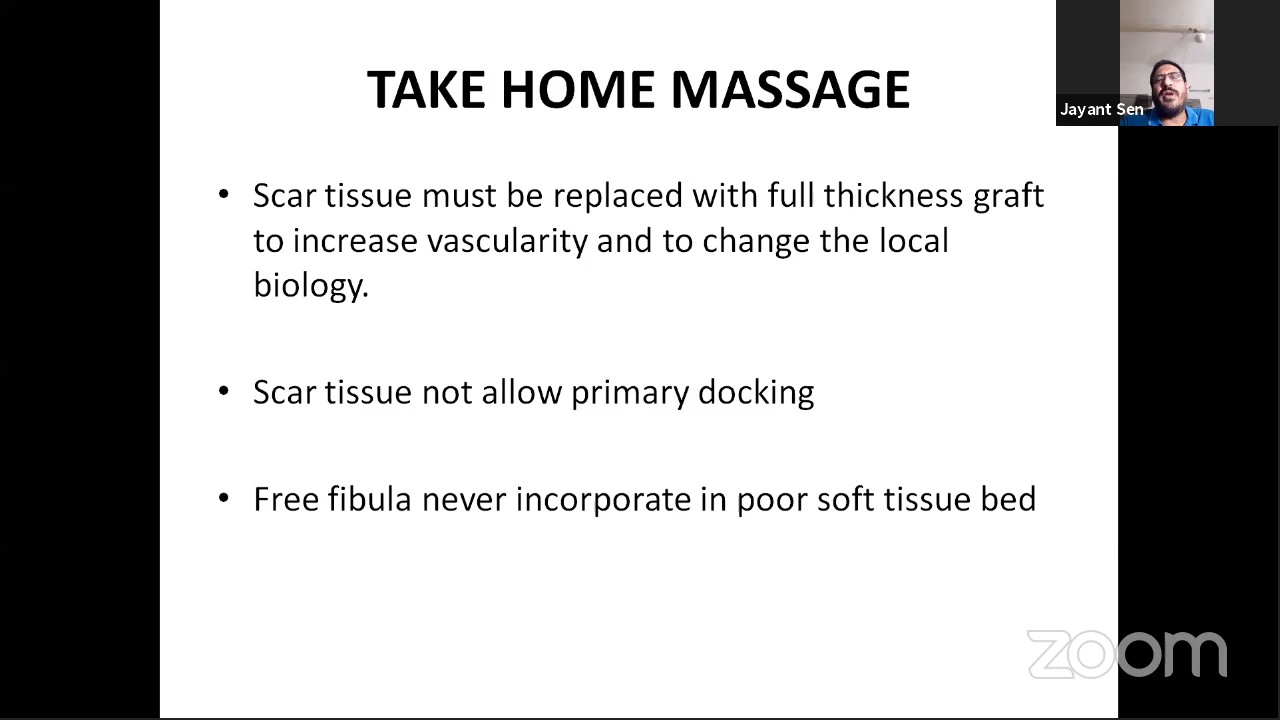 TAKE HOME MASSAGE
Jayant Sen
• Scar tissue must be replaced with full thickness graft
to increase vascularity and to change the local
biology.
• Scar tissue not allow primary docking
• Free fibula never incorporate in poor soft tissue bed
zoom